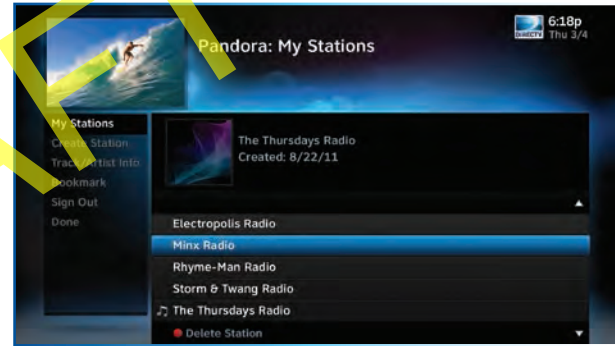 Pandora: My Stations
DIRECTV
6:18p
Thu 3/4
My Stations
Create Station
Track/Artist Info
Bookmark
Sign Out
Done
The Thursdays Radio
Created: 8/22/11
Electropolis Radio
Minx Radio
Rhyme-Man Radio
Storm & Twang Radio
The Thursdays Radio
Delete Station